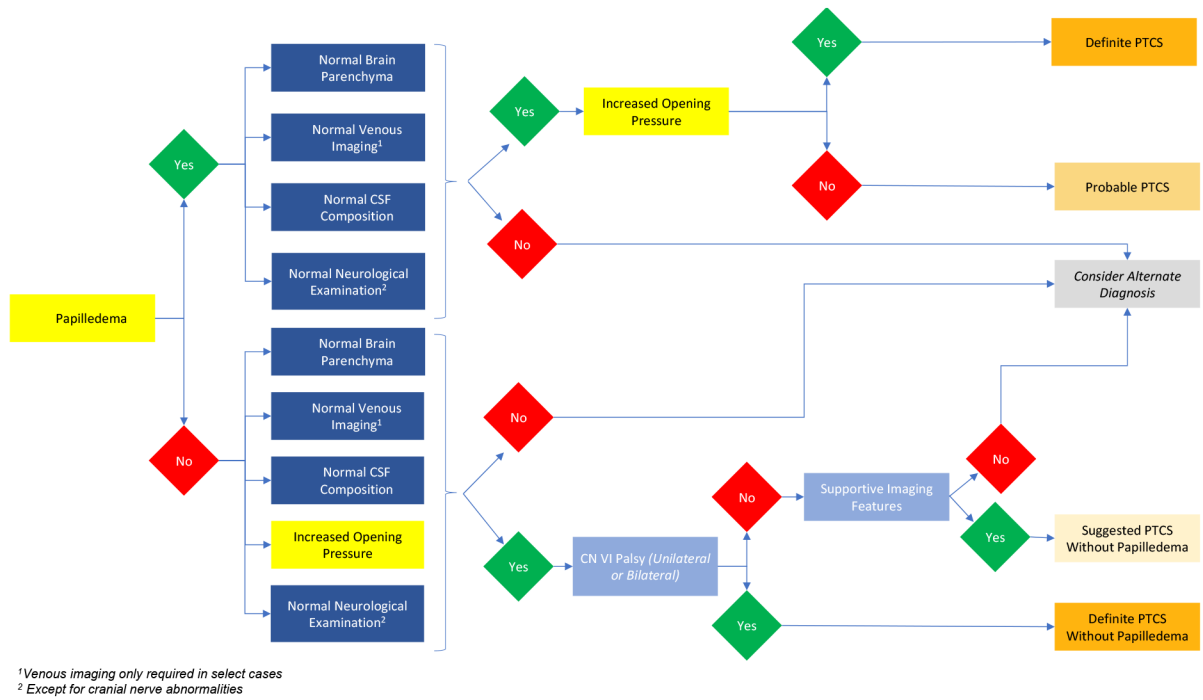 Papilledema
Yes
Normal Brain
Parenchyma
Normal Venous
Imaging¹
Normal CSF
Composition
Normal Neurological
Examination²
Yes
Increased Opening
Pressure
Yes
Definite PTCS
No
Probable PTCS
No
Consider Alternate
Diagnosis
No
Normal Brain
Parenchyma
Normal Venous
Imaging¹
Normal CSF
Composition
Increased Opening
Pressure
Normal Neurological
Examination²
No
Yes
CN VI Palsy (Unilateral
or Bilateral)
No
Supportive Imaging
Features
No
Yes
Suggested PTCS
Without Papilledema
Yes
Definite PTCS
Without Papilledema
¹Venous imaging only required in select cases
² Except for cranial nerve abnormalities